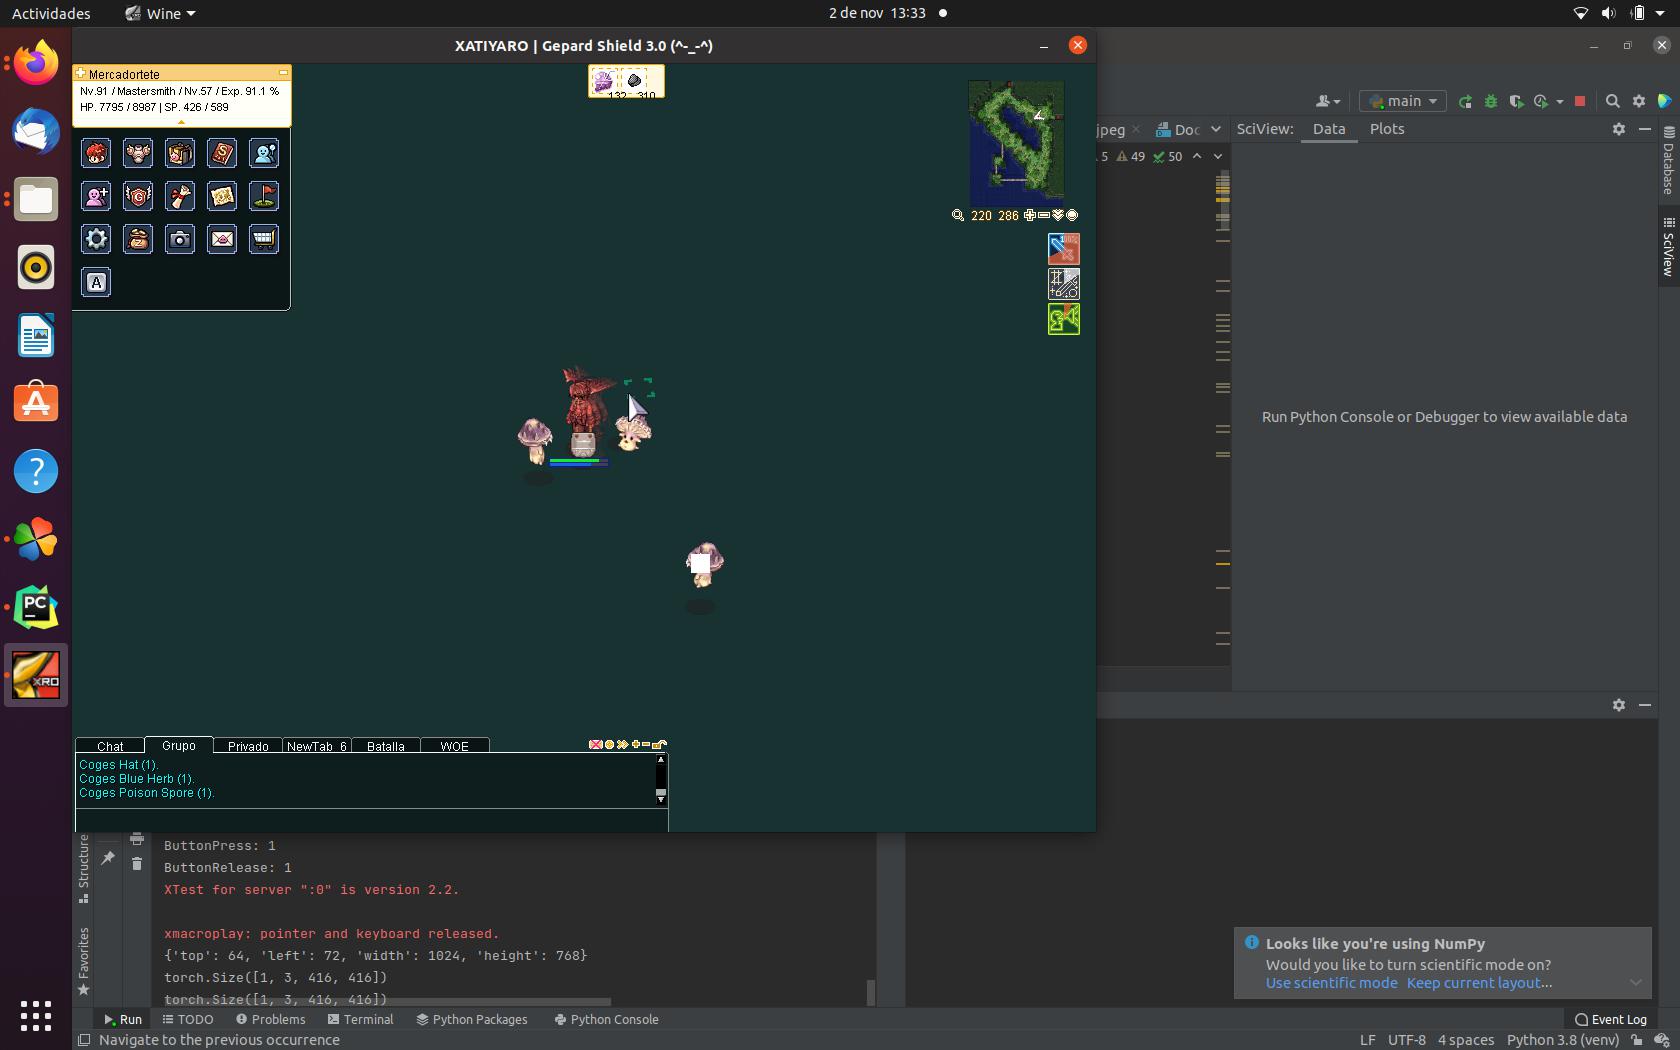 Actividades
Wine
2 de nov 13:33
XATIYARO | Gepard Shield 3.0 (^-_-^)
Mercadortete
Nv.91 / Mastersmith / Nv.57 / Exp. 91.1 %
HP. 7795 / 8987 | SP. 426 / 589
132 310
220 286
main
jpeg
Doc
SciView:
Data
Plots
5 49 50
Database
SciView
Run Python Console or Debugger to view available data
A
PC
XRO
Chat
Grupo
Privado
NewTab_6
Batalla
WOE
Coges Hat (1).
Coges Blue Herb (1).
Coges Poison Spore (1).
Structure
Favorites
ButtonPress: 1
ButtonRelease: 1
XTest for server ":0" is version 2.2.
xmacroplay: pointer and keyboard released.
{'top': 64, 'left': 72, 'width': 1024, 'height': 768}
torch.Size([1, 3, 416, 416])
torch.Size([1, 3, 416, 416])
Looks like you're using NumPy
Would you like to turn scientific mode on?
Use scientific mode Keep current layout...
Run
TODO
Problems
Terminal
Python Packages
Python Console
Event Log
Navigate to the previous occurrence
LF UTF-8 4 spaces Python 3.8 (venv)